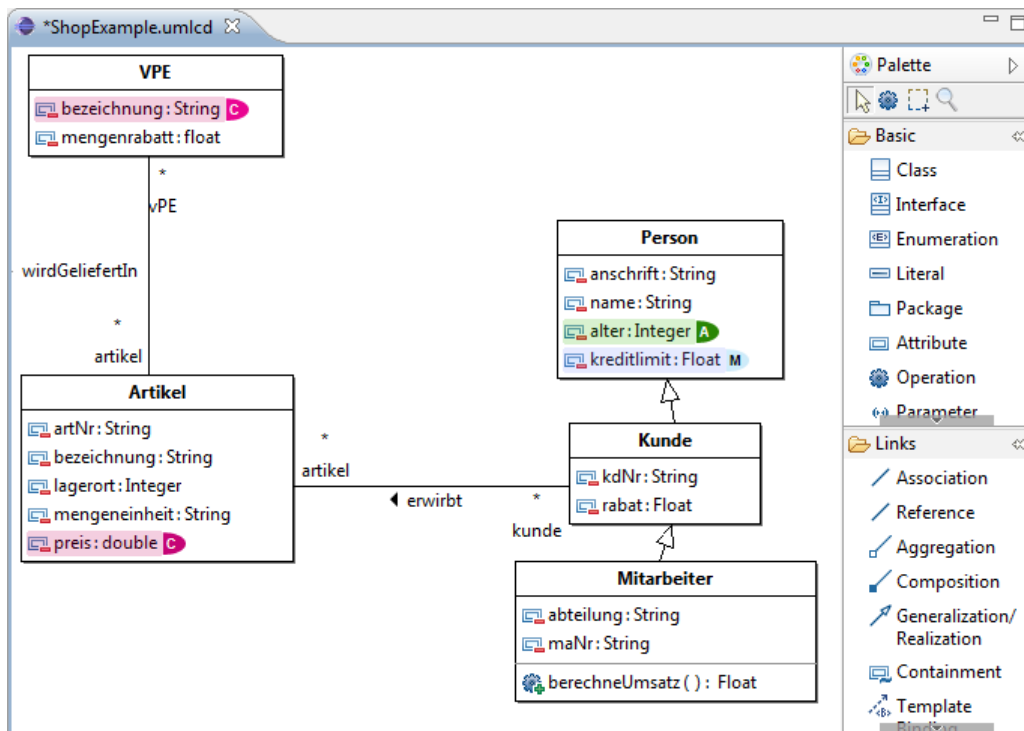 *ShopExample.umlcd
VPE
bezeichnung : String C
mengenrabatt : float
*
vPE
wirdGeliefertIn
*
artikel
Artikel
artNr : String
bezeichnung : String
lagerort : Integer
mengeneinheit : String
preis : double C
*
artikel
erwirbt
*
kunde
Person
anschrift : String
name : String
alter : Integer A
kreditlimit : Float M
Kunde
kdNr : String
rabat : Float
Mitarbeiter
abteilung : String
maNr : String
berechneUmsatz ( ) : Float
Palette
Basic
Class
<I> Interface
<E> Enumeration
Literal
Package
Attribute
Operation
Parameter
Links
Association
Reference
Aggregation
Composition
Generalization/
Realization
Containment
<B> Template
Binding